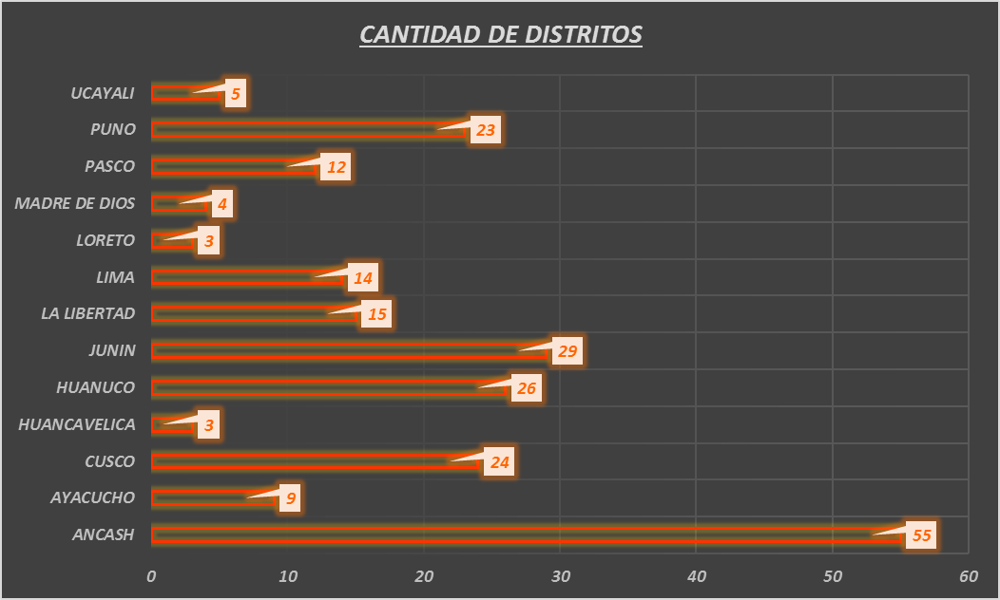 CANTIDAD DE DISTRITOS
UCAYALI 5
PUNO 23
PASCO 12
MADRE DE DIOS 4
LORETO 3
LIMA 14
LA LIBERTAD 15
JUNIN 29
HUANUCO 26
HUANCAVELICA 3
CUSCO 24
AYACUCHO 9
ANCASH 55
0 10 20 30 40 50 60